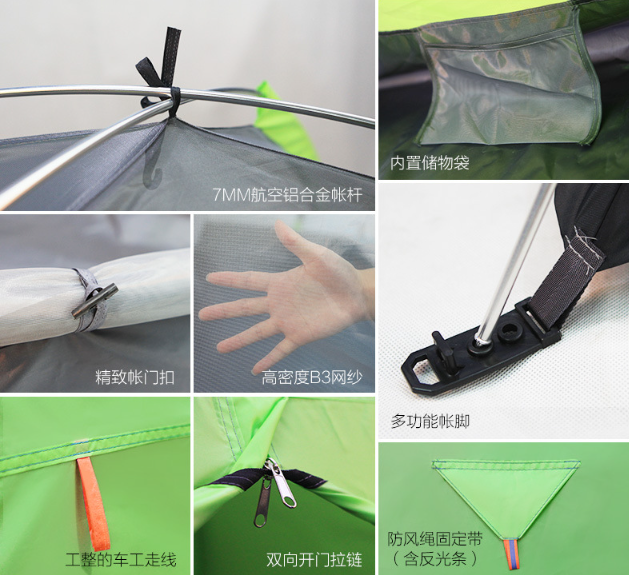 7MM航空铝合金帐杆
内置储物袋
精致帐门扣
高密度B3网纱
多功能帐脚
工整的车工走线
双向开门拉链
防风绳固定带
（含反光条）